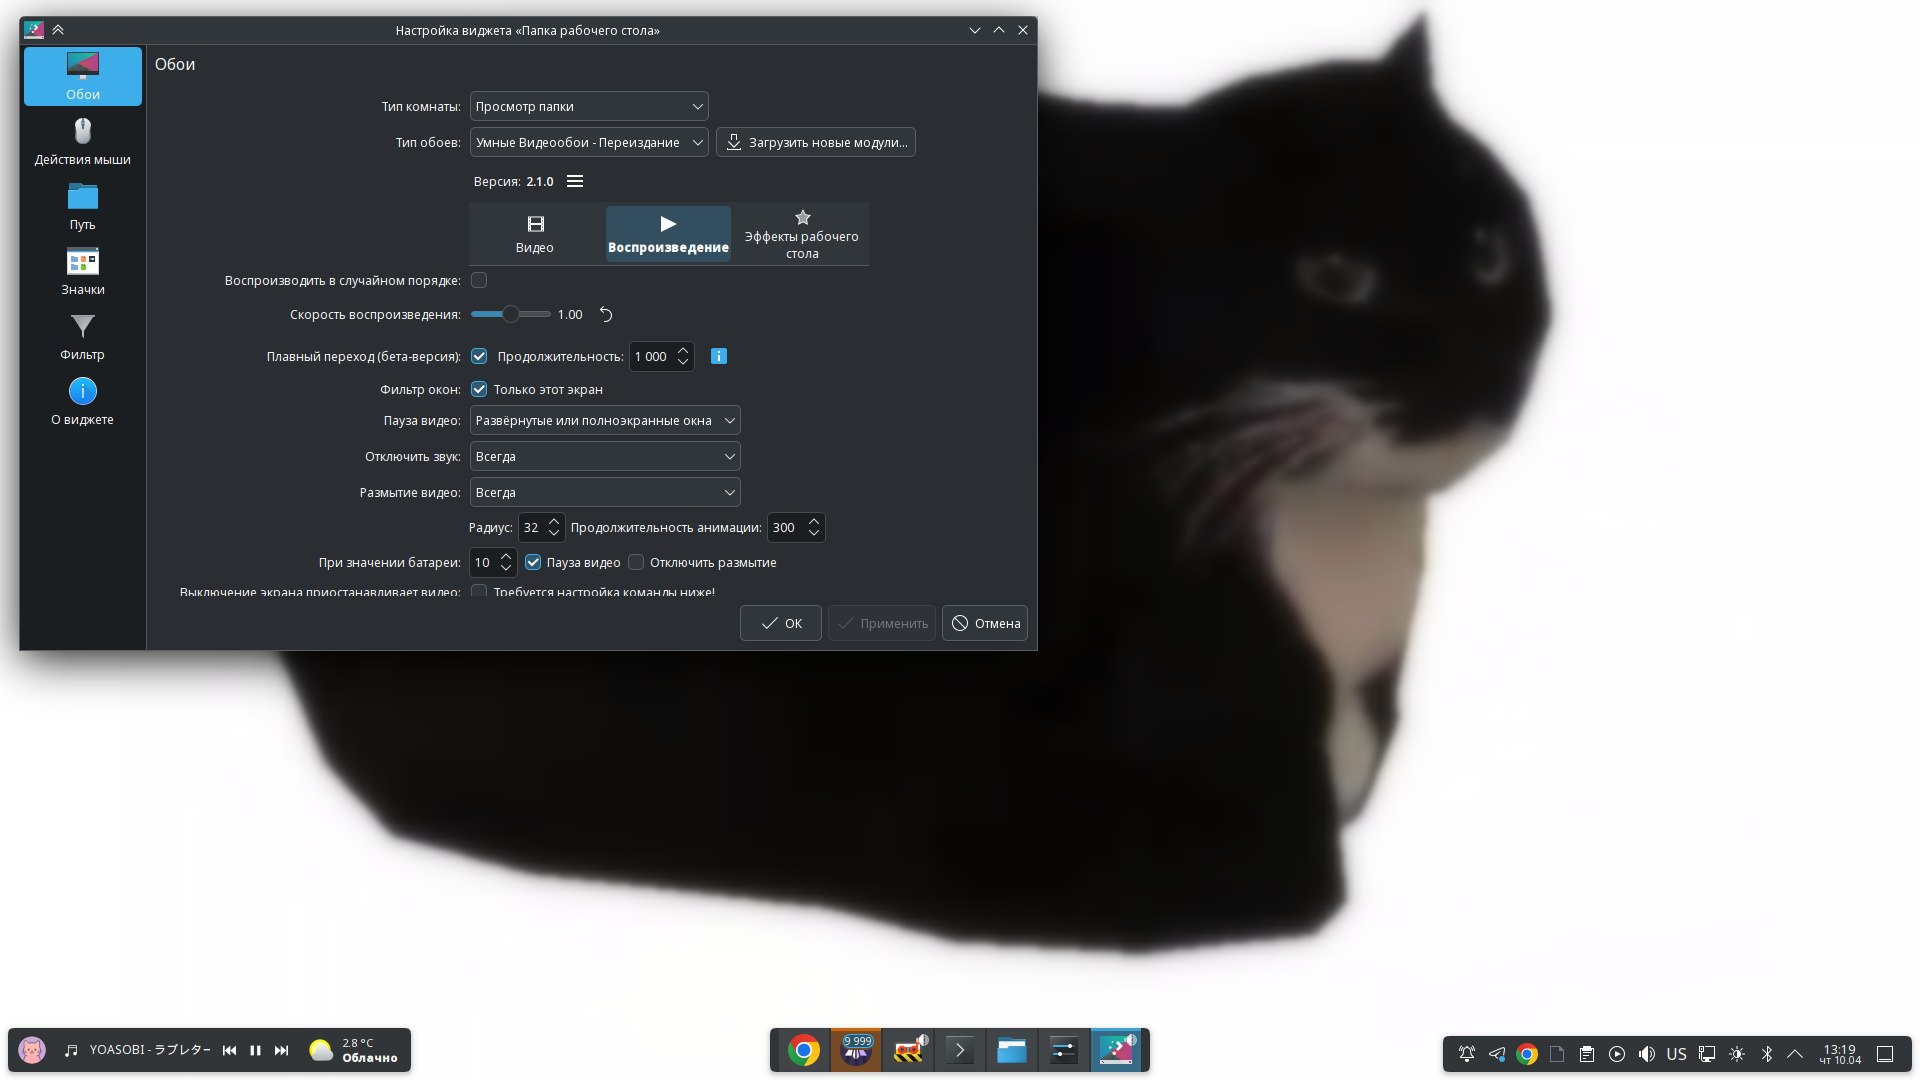 Настройка виджета «Папка рабочего стола»
Обои
Действия мыши
Путь
Значки
Фильтр
О виджете
Обои
Тип комнаты: Просмотр папки
Тип обоев: Умные Видеообои - Переиздание Загрузить новые модули...
Версия: 2.1.0
Видео Воспроизведение Эффекты рабочего
стола
Воспроизводить в случайном порядке:
Скорость воспроизведения: 1.00
Плавный переход (бета-версия): Продолжительность: 1 000
Фильтр окон: Только этот экран
Пауза видео: Развёрнутые или полноэкранные окна
Отключить звук: Всегда
Размытие видео: Всегда
Радиус: 32 Продолжительность анимации: 300
При значении батареи: 10 Пауза видео Отключить размытие
Выключение экрана приостанавливает видео: Требуется настройка команды ниже!
ОК Применить Отмена
YOASOBI - ラブレター
2.8 °C
Облачно
9 999
US
13:19
чт 10.04